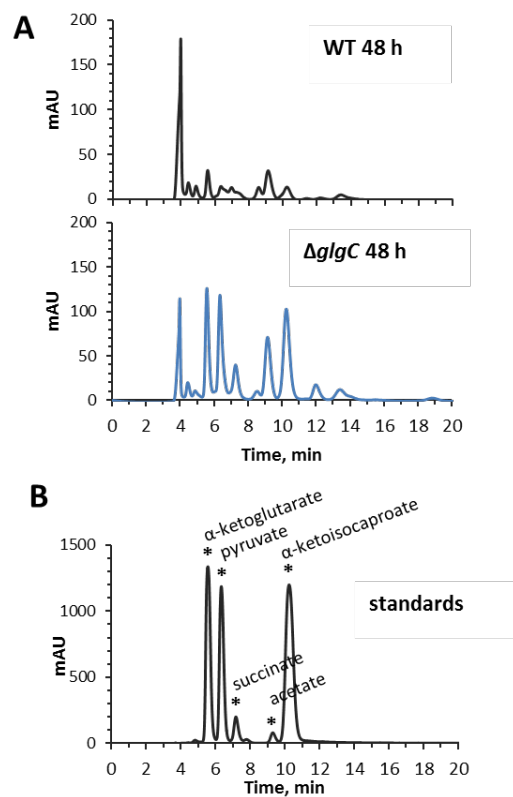 A
WT 48 h
mAU
200
150
100
50
0
ΔglgC 48 h
mAU
200
150
100
50
0
0 2 4 6 8 10 12 14 16 18 20
Time, min
B
α-ketoglutarate
* pyruvate
*
α-ketoisocaproate
*
succinate
*
acetate
*
standards
mAU
1500
1000
500
0
0 2 4 6 8 10 12 14 16 18 20
Time, min